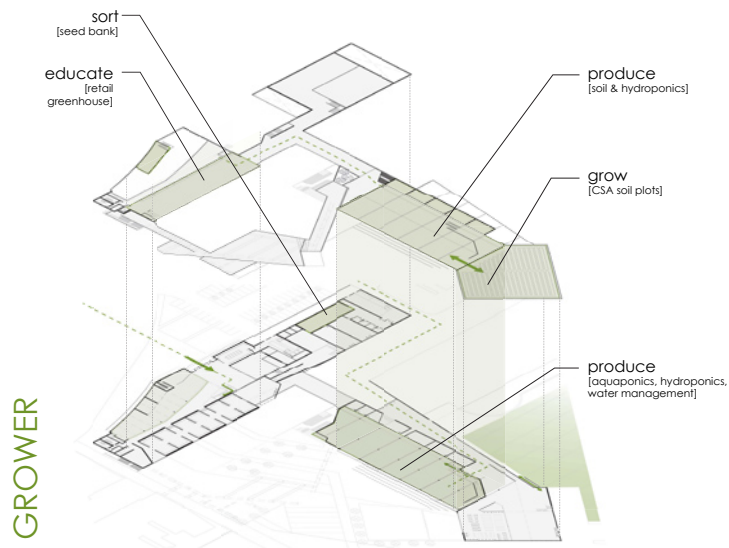 sort
[seed bank]
educate
[retail
greenhouse]
produce
[soil & hydroponics]
grow
[CSA soil plots]
produce
[aquaponics, hydroponics,
water management]
GROWER